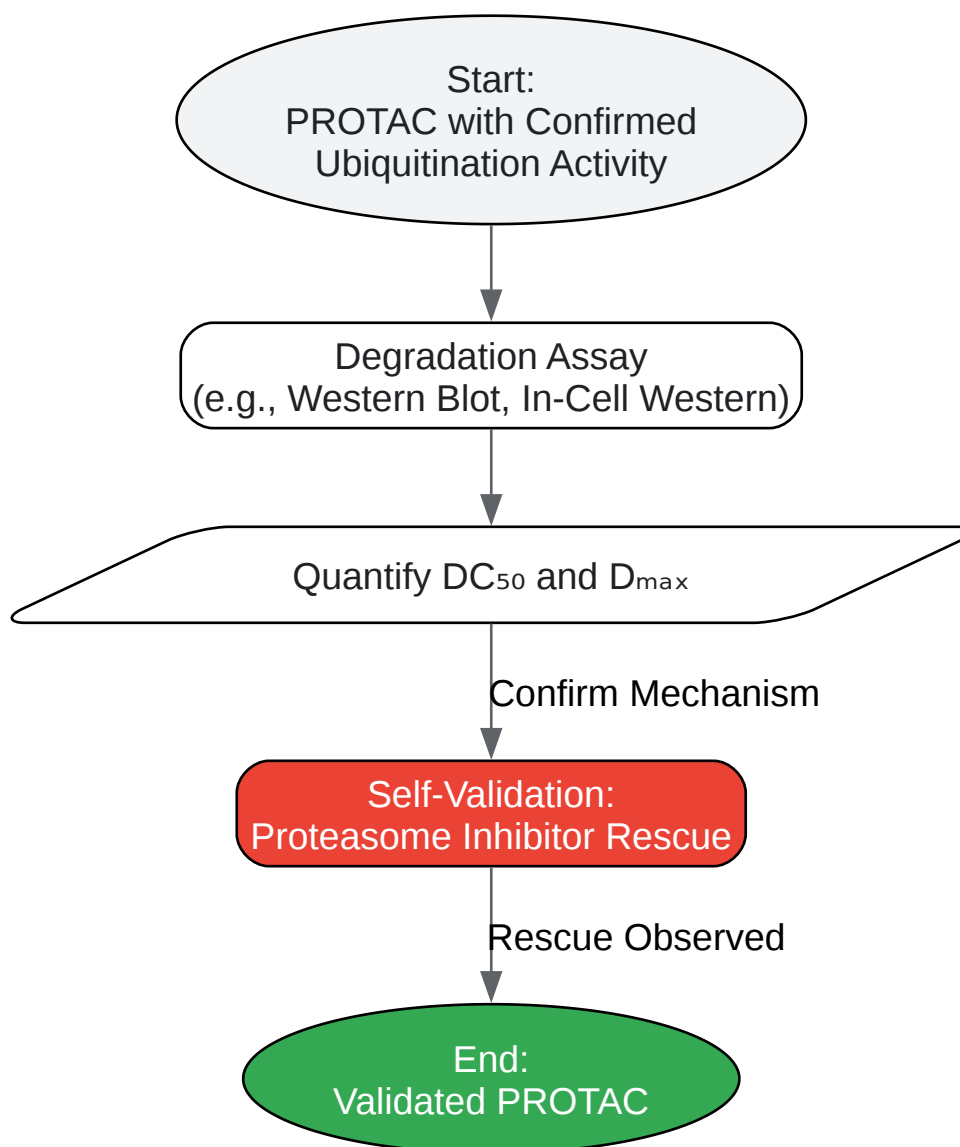 Start:
PROTAC with Confirmed
Ubiquitination Activity
Degradation Assay
(e.g., Western Blot, In-Cell Western)
Quantify DC₅₀ and Dₘₐₓ
Confirm Mechanism
Self-Validation:
Proteasome Inhibitor Rescue
Rescue Observed
End:
Validated PROTAC